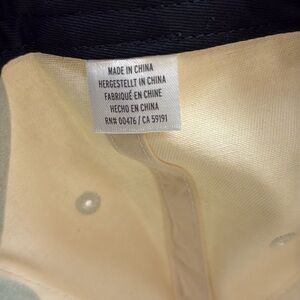 MADE IN CHINA
HERGESTELLT IN CHINA
FABRIQUÉ EN CHINE
HECHO EN CHINA
RN# 00476 / CA 59191